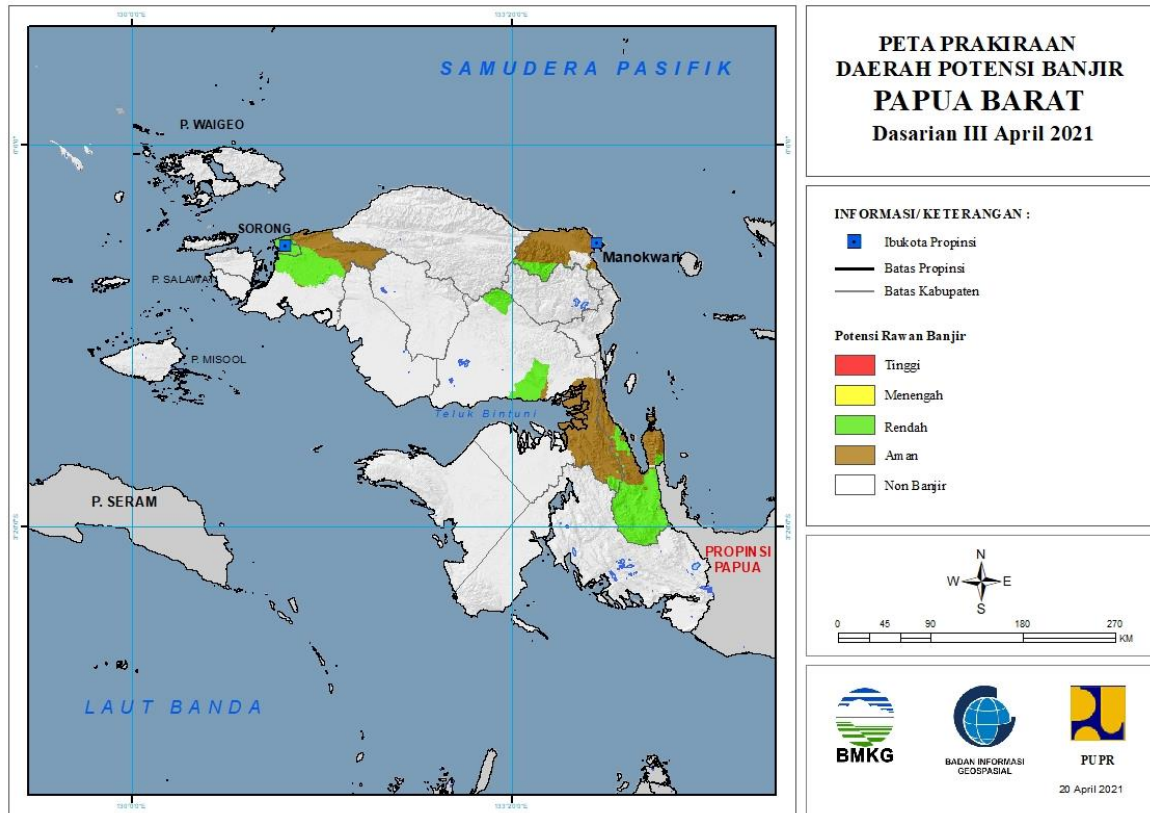 PETA PRAKIRAAN
DAERAH POTENSI BANJIR
PAPUA BARAT
Dasarian III April 2021
INFORMASI/ KETERANGAN :
Ibukota Propinsi
Batas Propinsi
Batas Kabupaten
Potensi Rawan Banjir
Tinggi
Menengah
Rendah
Aman
Non Banjir
N
W E
S
0 45 90 180 270
KM
BMKG
BADAN INFORMASI
GEOSPASIAL
PUPR
20 April 2021
SAMUDERA PASIFIK
P. WAIGEO
SORONG
Manokwari
P. SALAWATI
P. MISOOL
Teluk Bintuni
P. SERAM
PROPINSI
PAPUA
LAUT BANDA